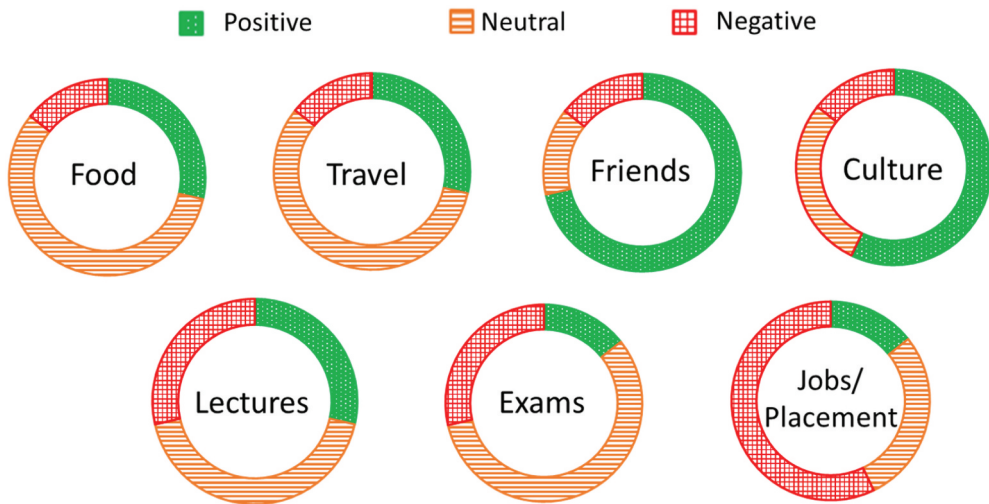 Positive Neutral Negative
Food Travel Friends Culture
Lectures Exams Jobs/
Placement